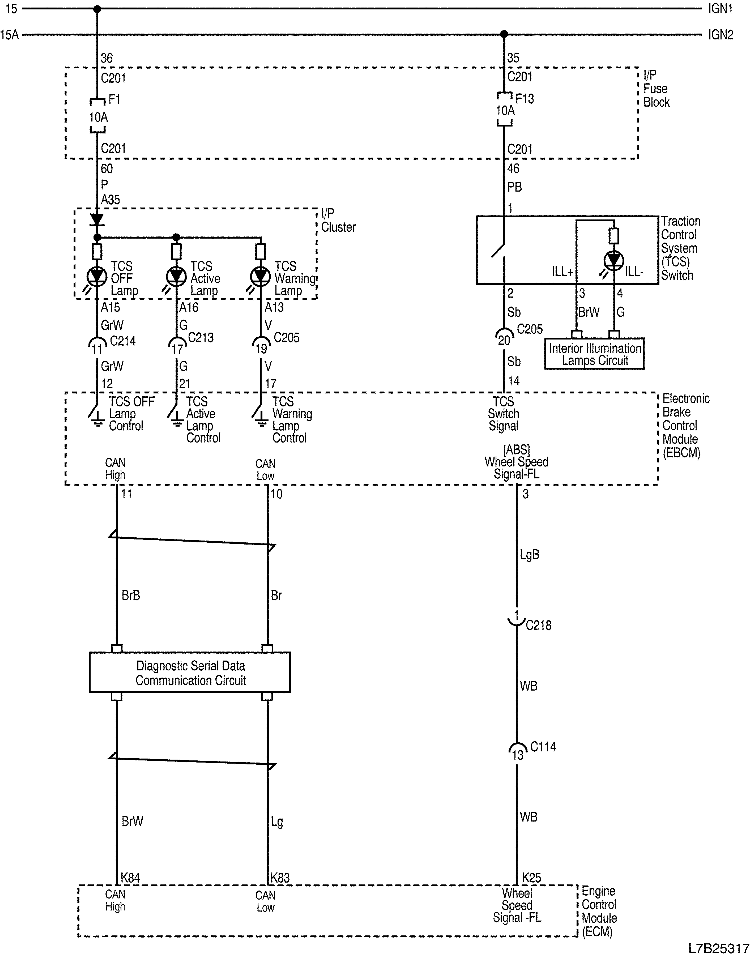 15
IGN1
15A
IGN2
36
35
C201
C201
I/P
Fuse
Block
F1
10A
F13
10A
C201
C201
60
46
P
PB
A35
1
I/P
Cluster
Traction
Control
System
(TCS)
Switch
TCS
OFF
Lamp
TCS
Active
Lamp
TCS
Warning
Lamp
ILL+
ILL-
A15
A16
A13
2
3
4
GrW
G
V
Sb
BrW
G
11
C214
17
C213
19
C205
20
C205
Interior Illumination
Lamps Circuit
GrW
G
V
Sb
12
21
17
14
TCS OFF
Lamp
Control
TCS
Active
Lamp
Control
TCS
Warning
Lamp
Control
TCS
Switch
Signal
Electronic
Brake
Control
Module
(EBCM)
CAN
High
CAN
Low
[ABS]
Wheel Speed
Signal-FL
11
10
3
LgB
BrB
Br
1
C218
Diagnostic Serial Data
Communication Circuit
WB
13
C114
BrW
Lg
WB
K84
K83
K25
CAN
High
CAN
Low
Wheel
Speed
Signal -FL
Engine
Control
Module
(ECM)
L7B25317